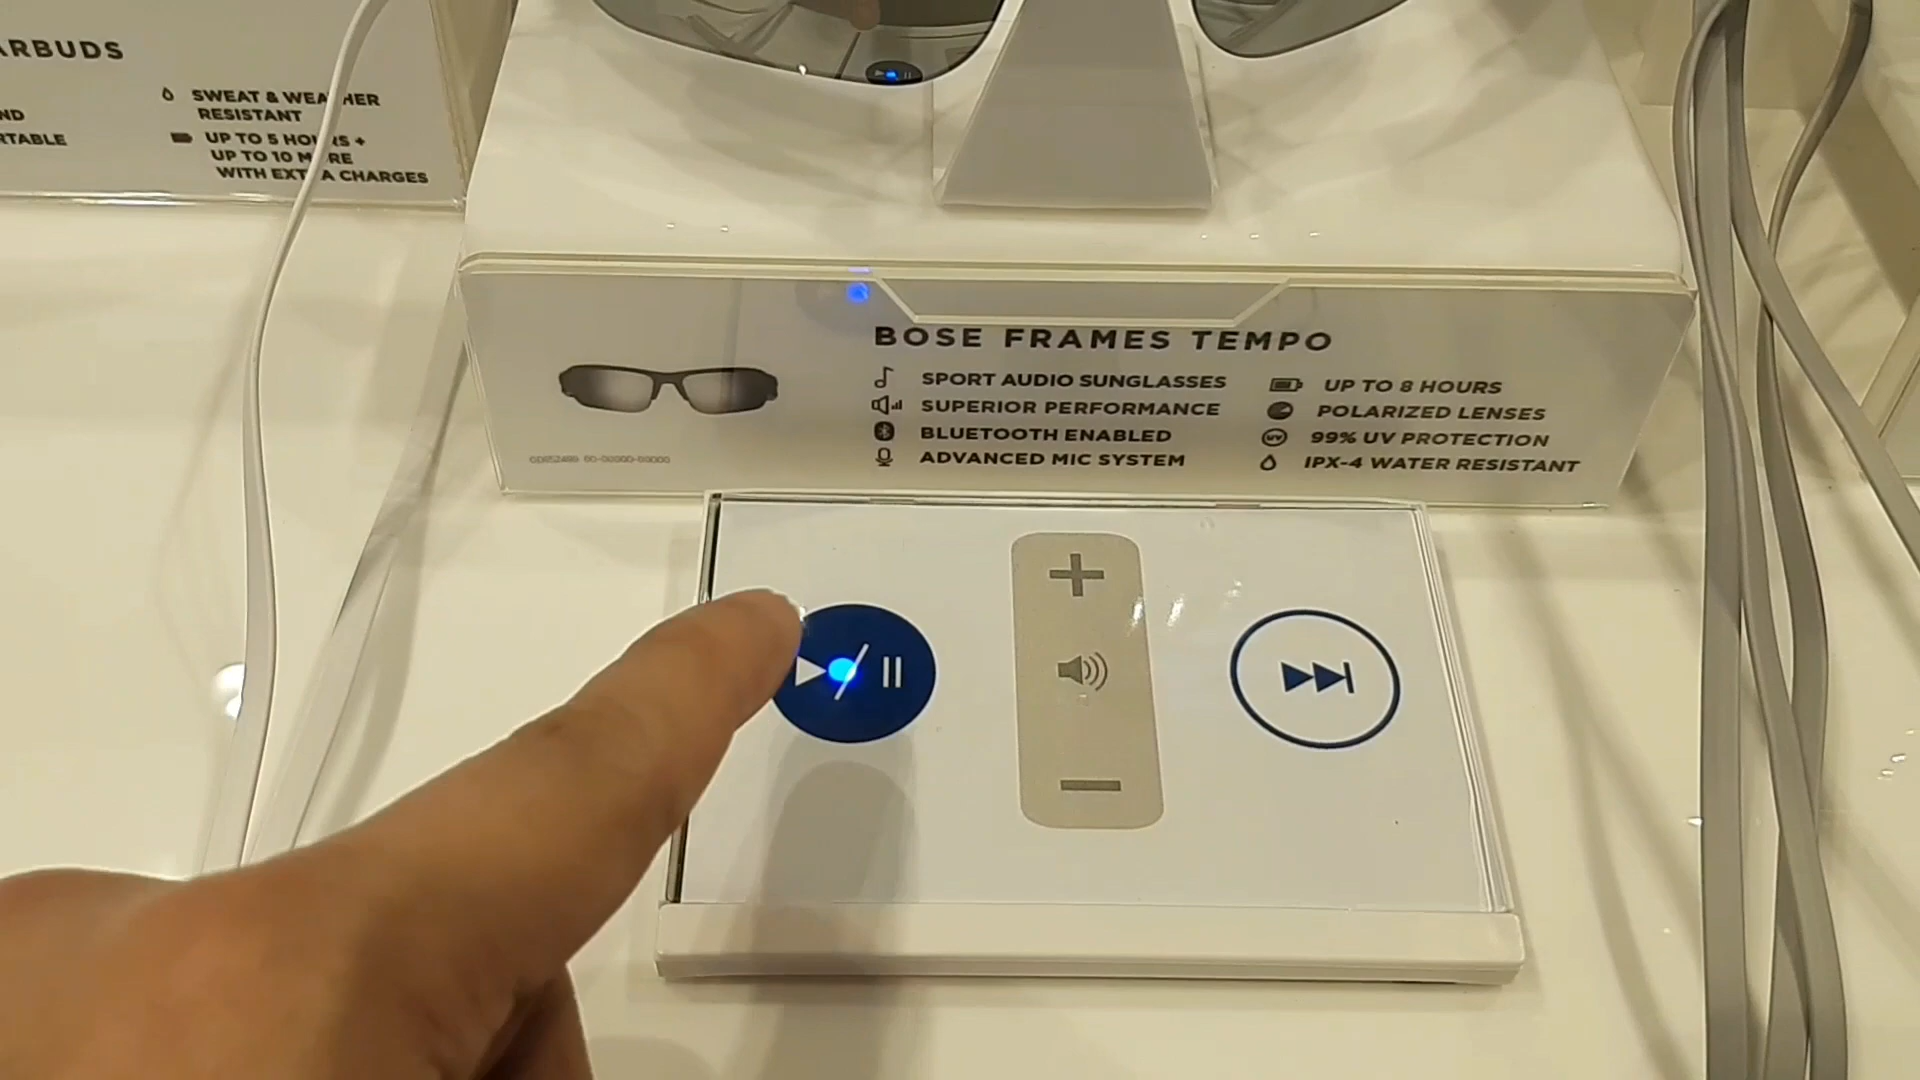 ARBUDS
ND
RTABLE
SWEAT & WEATHER
RESISTANT
UP TO 5 HOURS +
UP TO 10 MORE
WITH EXTRA CHARGES
BOSE FRAMES TEMPO
SPORT AUDIO SUNGLASSES
SUPERIOR PERFORMANCE
BLUETOOTH ENABLED
ADVANCED MIC SYSTEM
UP TO 8 HOURS
POLARIZED LENSES
UV
99% UV PROTECTION
IPX-4 WATER RESISTANT